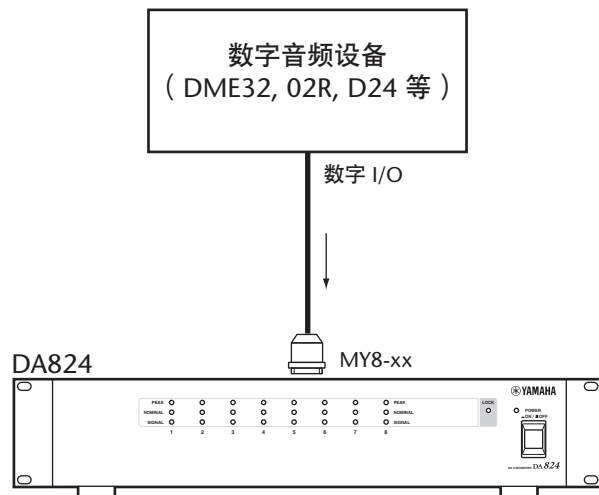 数字音频设备
（ DME32, 02R, D24 等 ）
数字 I/O
MY8-xx
DA824
YAMAHA
PEAK PEAK LOCK
NOMINAL NOMINAL
SIGNAL SIGNAL
1 2 3 4 5 6 7 8
POWER
ON / OFF
DA824